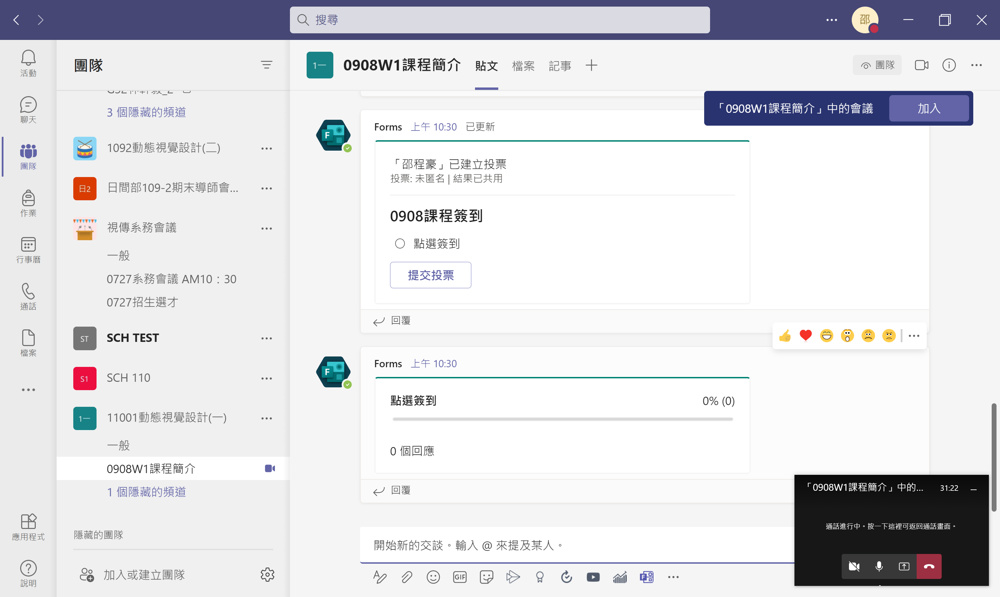 搜尋
邵
活動
聊天
團隊
作業
行事曆
通話
檔案
應用程式
說明
團隊
3 個隱藏的頻道
1092動態視覺設計(二)
日2
日間部109-2期末導師會...
視傳系務會議
一般
0727系務會議 AM10：30
0727招生選才
ST
SCH TEST
S1
SCH 110
1一
11001動態視覺設計(一)
一般
0908W1課程簡介
1 個隱藏的頻道
隱藏的團隊
加入或建立團隊
1一
0908W1課程簡介
貼文
檔案
記事
團隊
「0908W1課程簡介」中的會議
加入
Forms 上午 10:30 已更新
F
「邵程豪」已建立投票
投票: 未匿名 | 結果已共用
0908課程簽到
點選簽到
提交投票
回覆
Forms 上午 10:30
F
點選簽到
0% (0)
0 個回應
回覆
開始新的交談。輸入 @ 來提及某人。
GIF
「0908W1課程簡介」中的...
31:22
通話進行中。按一下這裡可返回通話畫面。